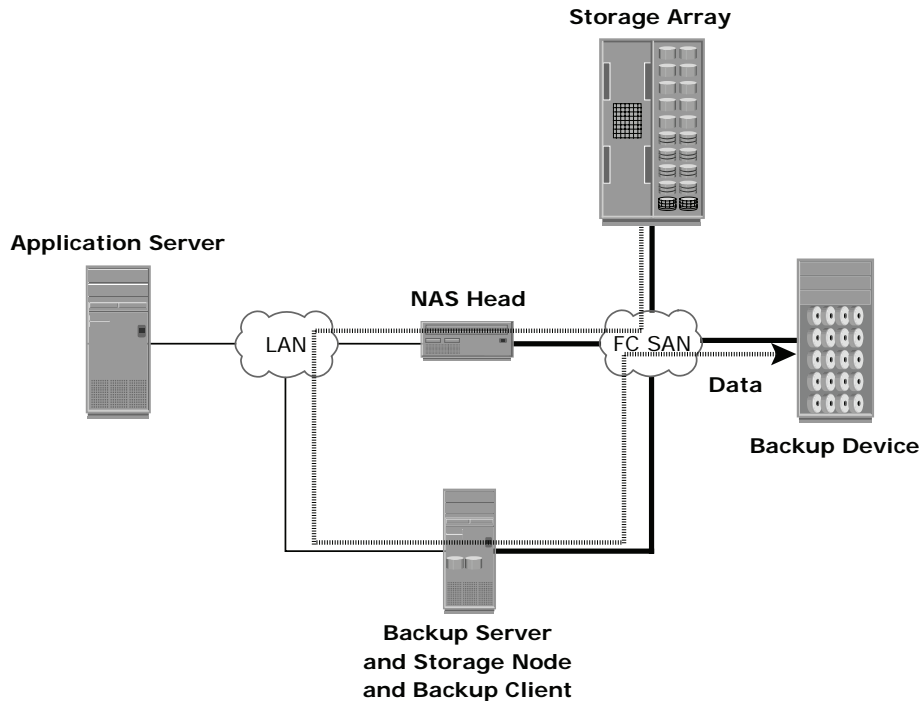 Storage Array
Application Server
NAS Head
LAN
FC SAN
Data
Backup Device
Backup Server
and Storage Node
and Backup Client